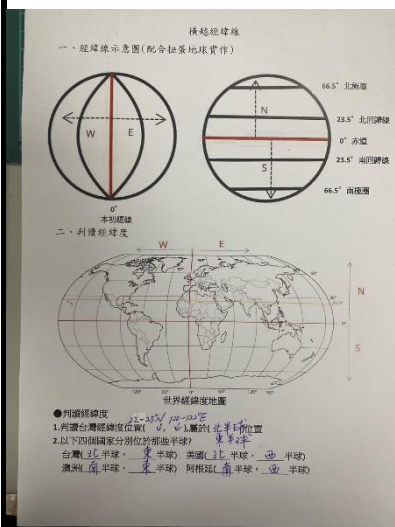 橫越經緯線
一、經緯線示意圖(配合扭蛋地球實作)
W E
0°
本初經線
N
S
66.5° 北極圈
23.5° 北回歸線
0° 赤道
23.5° 南回歸線
66.5° 南極圈
二、判讀經緯度
W E
N
0°
S
世界經緯度地圖
●判讀經緯度
22-25°N 120-122°E
1.判讀台灣經緯度位置( ),屬於(北半球)位置
東半球
2.以下四個國家分別位於那些半球?
台灣(北半球, 東 半球) 美國(北半球, 西 半球)
澳洲(南半球, 東 半球) 阿根廷(南半球, 西 半球)